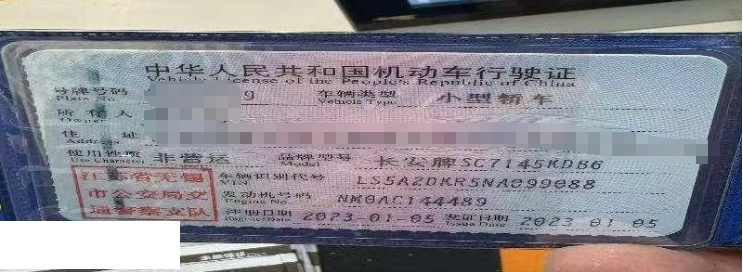 中华人民共和国机动车行驶证
Vehicle License of the People's Republic of China
号牌号码 9 车辆类型 小型轿车
Plate No. Vehicle Type
所有人
Owner
住址
Address
使用性质 非营运 品牌型号 长安牌SC7145KDB6
Use Character Model
江苏省无锡市公安局交通警察支队
车辆识别代号 LS5A2DKR5NA099088
VIN
发动机号码 NM0AC144489
Engine No.
注册日期 2023-01-05 发证日期 2023-01-05
Register Date Issue Date